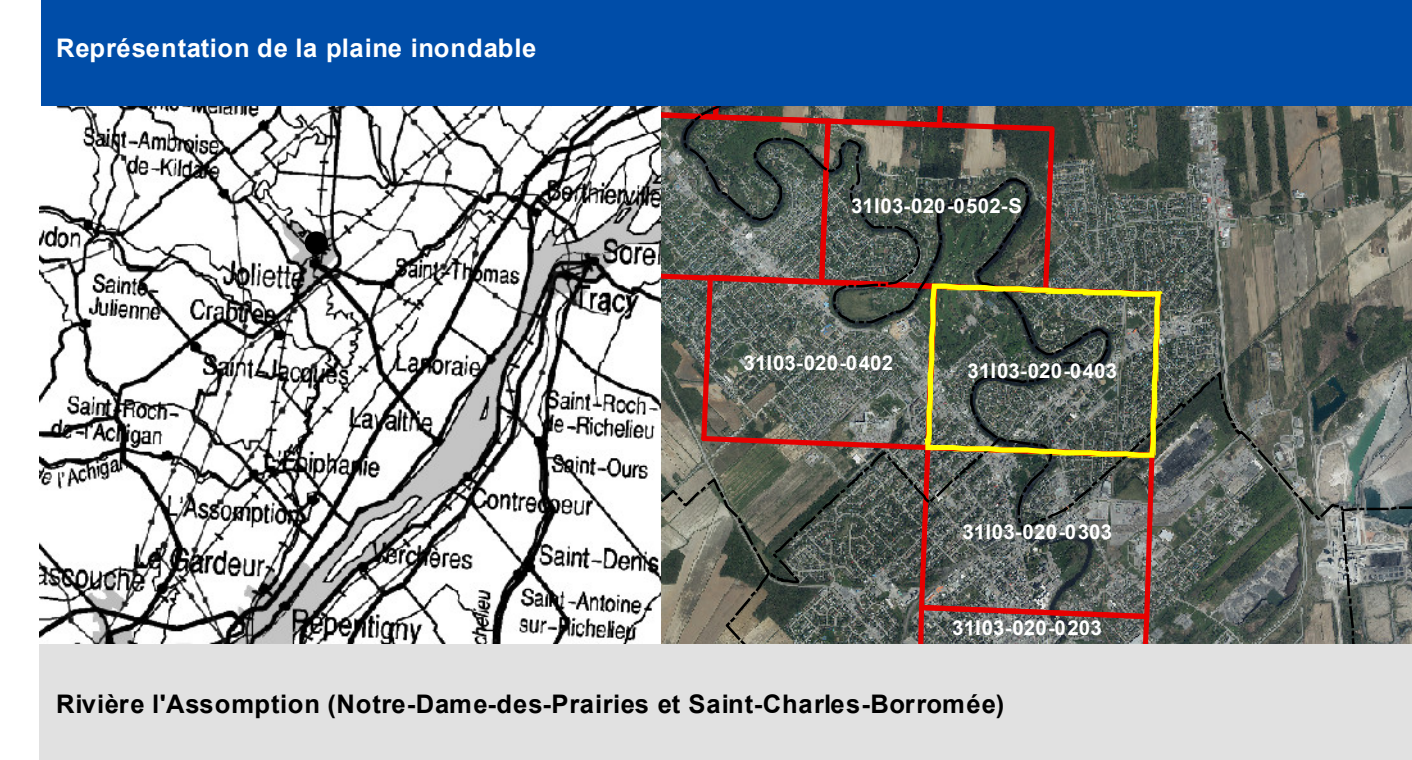 Représentation de la plaine inondable
Saint-Ambroise
de-Kildare
Berthierville
Joliette
Saint-Thomas
Sorel
Tracy
Sainte-
Julienne
Crabtree
Saint-Jacques
Lanoraie
Lavaltrie
Saint-Roch-
de-l'Achigan
Saint-Roch-
de-Richelieu
L'Épiphanie
Saint-Ours
L'Assomption
Contrecoeur
Le Gardeur
Verchères
Saint-Denis
Repentigny
Saint-Antoine-
sur-Richelieu
31I03-020-0502-S
31I03-020-0402
31I03-020-0403
31I03-020-0303
31I03-020-0203
Rivière l'Assomption (Notre-Dame-des-Prairies et Saint-Charles-Borromée)